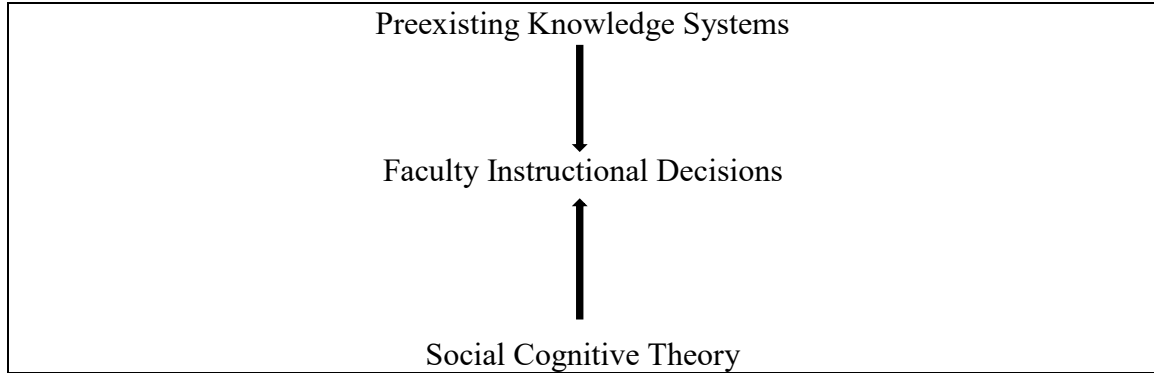 Preexisting Knowledge Systems
Faculty Instructional Decisions
Social Cognitive Theory